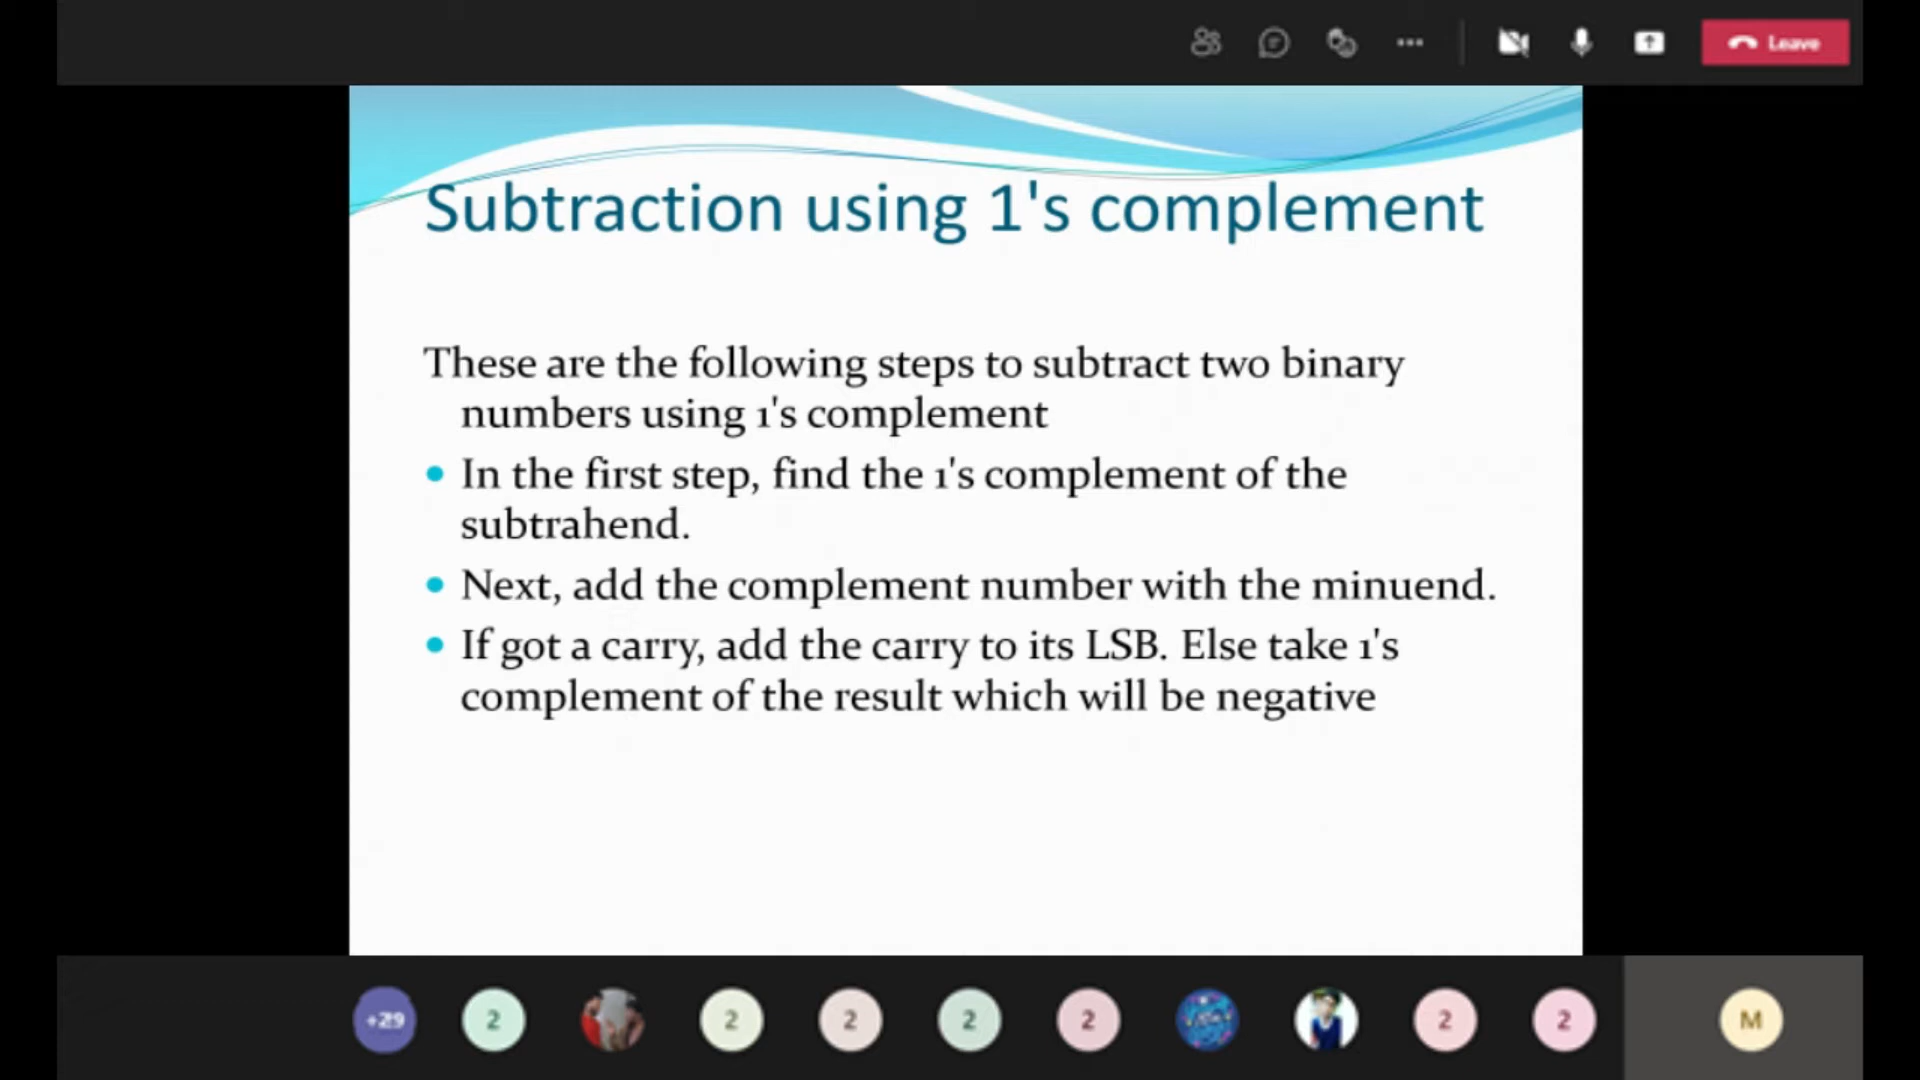 Leave
Subtraction using 1's complement
These are the following steps to subtract two binary
numbers using 1's complement
• In the first step, find the 1's complement of the
subtrahend.
• Next, add the complement number with the minuend.
• If got a carry, add the carry to its LSB. Else take 1's
complement of the result which will be negative
+29 2 2 2 2 2 2 2 M